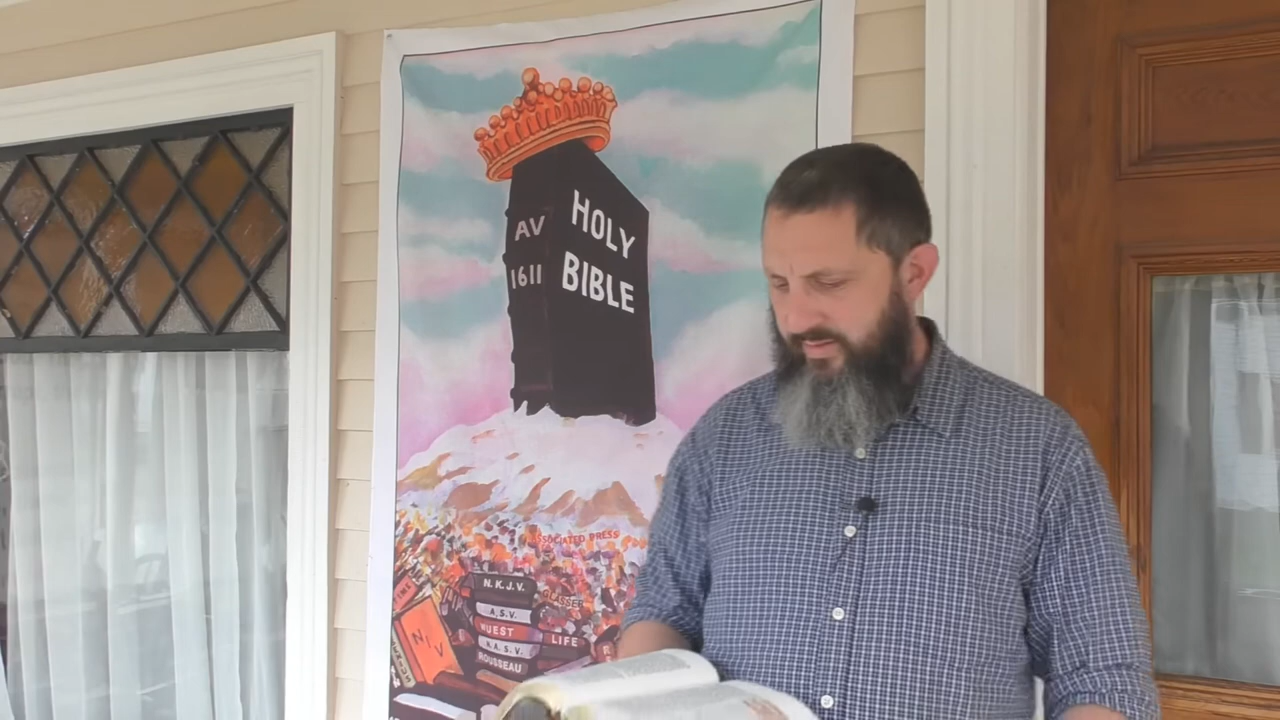 AV
1611
HOLY
BIBLE
ASSOCIATED PRESS
N.K.J.V.
GLASSER
A.S.V.
WUEST
LIFE
N.A.S.V.
NIV
ROUSSEAU